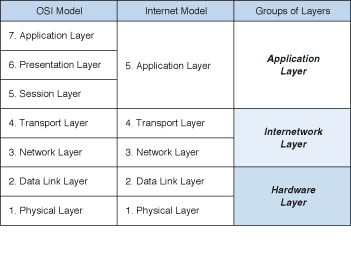 OSI Model Internet Model Groups of Layers
7. Application Layer
6. Presentation Layer
5. Session Layer
5. Application Layer
Application
Layer
4. Transport Layer 4. Transport Layer
3. Network Layer 3. Network Layer
Internetwork
Layer
2. Data Link Layer 2. Data Link Layer
1. Physical Layer 1. Physical Layer
Hardware
Layer